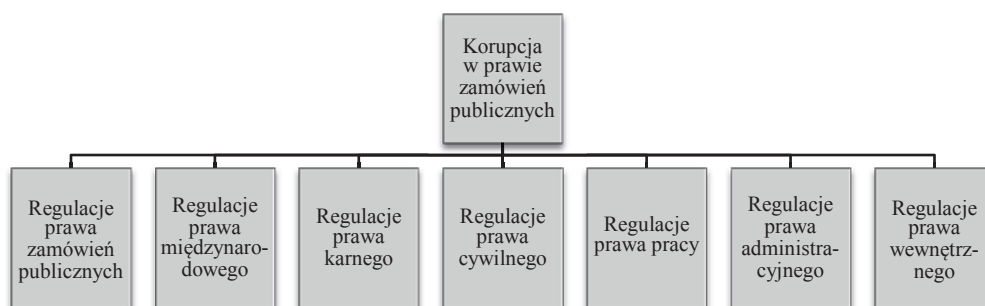 Korupcja
w prawie
zamówień
publicznych
Regulacje
prawa
zamówień
publicznych
Regulacje
prawa
międzynaro-
dowego
Regulacje
prawa
karnego
Regulacje
prawa
cywilnego
Regulacje
prawa pracy
Regulacje
prawa
administra-
cyjnego
Regulacje
prawa
wewnętrz-
nego